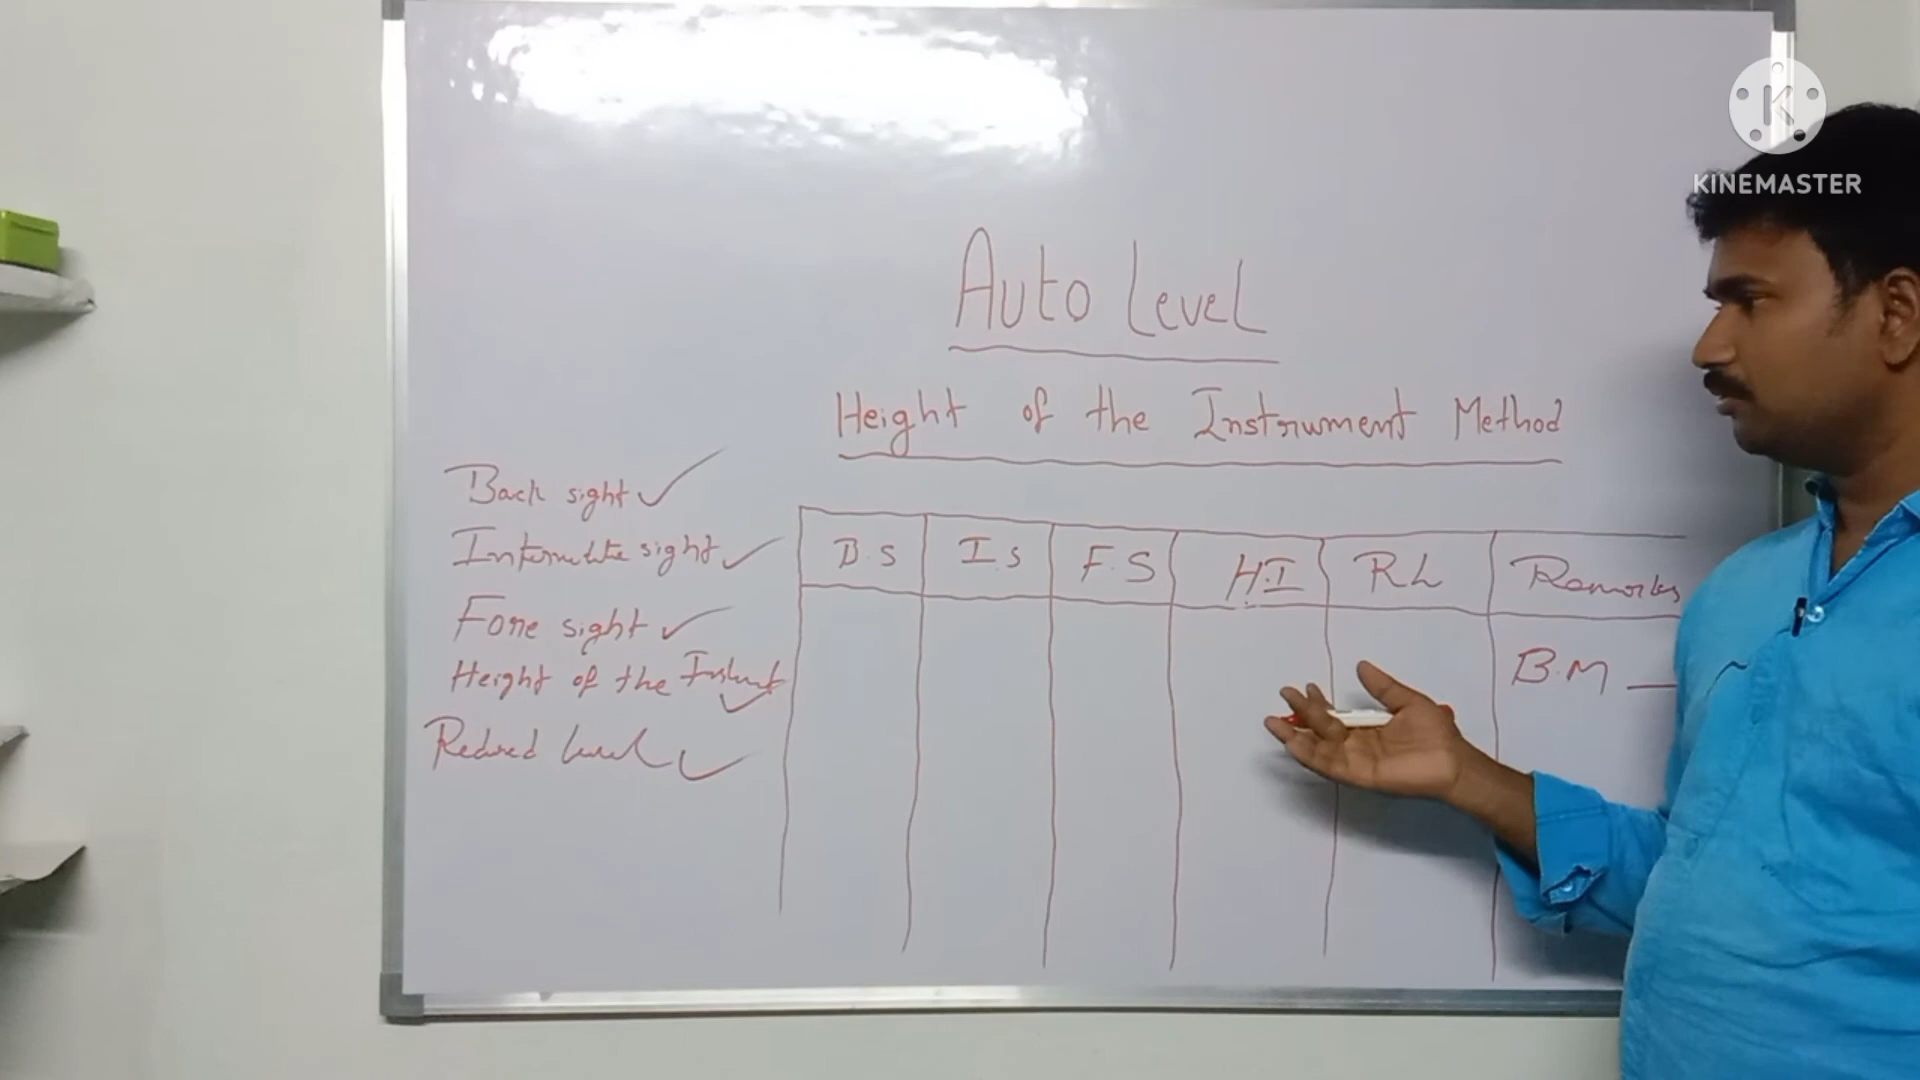 KINEMASTER
Auto Level
Height of the Instrument Method
Back sight
sight
Fore sight
Height of the
Reduced level
B.S I.S F.S H.I RL Remarks
B.M